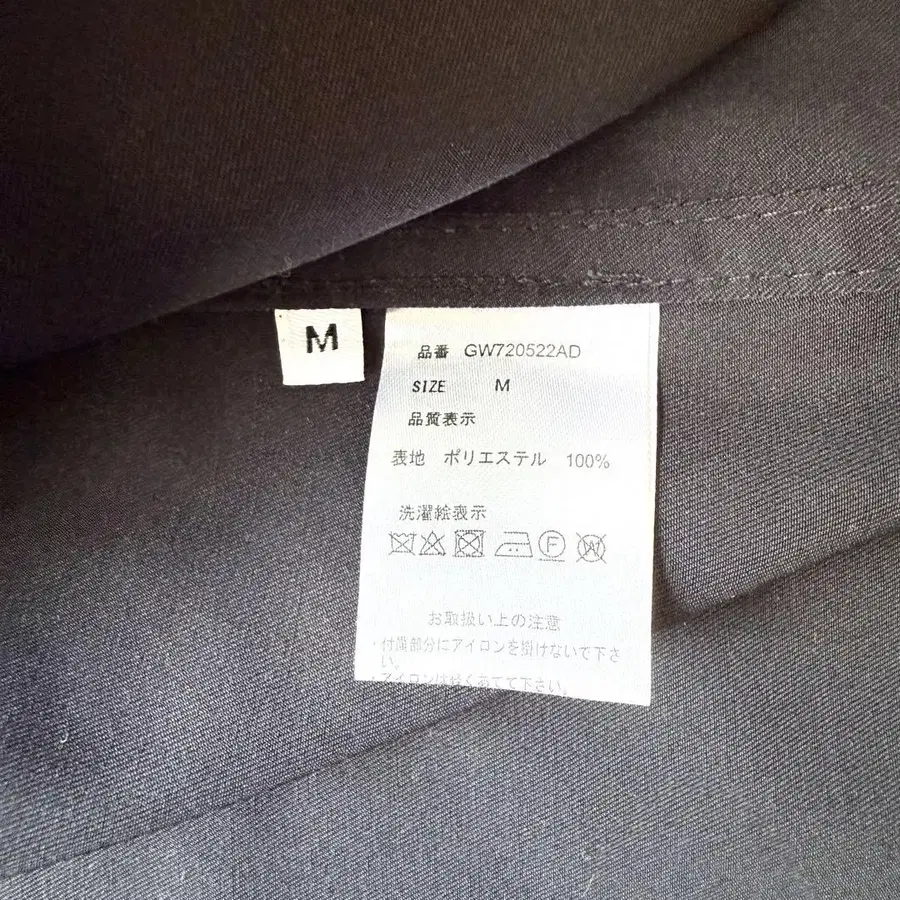 M
品番 GW720522AD
SIZE M
品質表示
表地 ポリエステル 100%
洗濯絵表示
F W
お取扱い上の注意
・付属部分にアイロンを掛けないで下さ
い。
・アイロンは軽くあてて下さい。